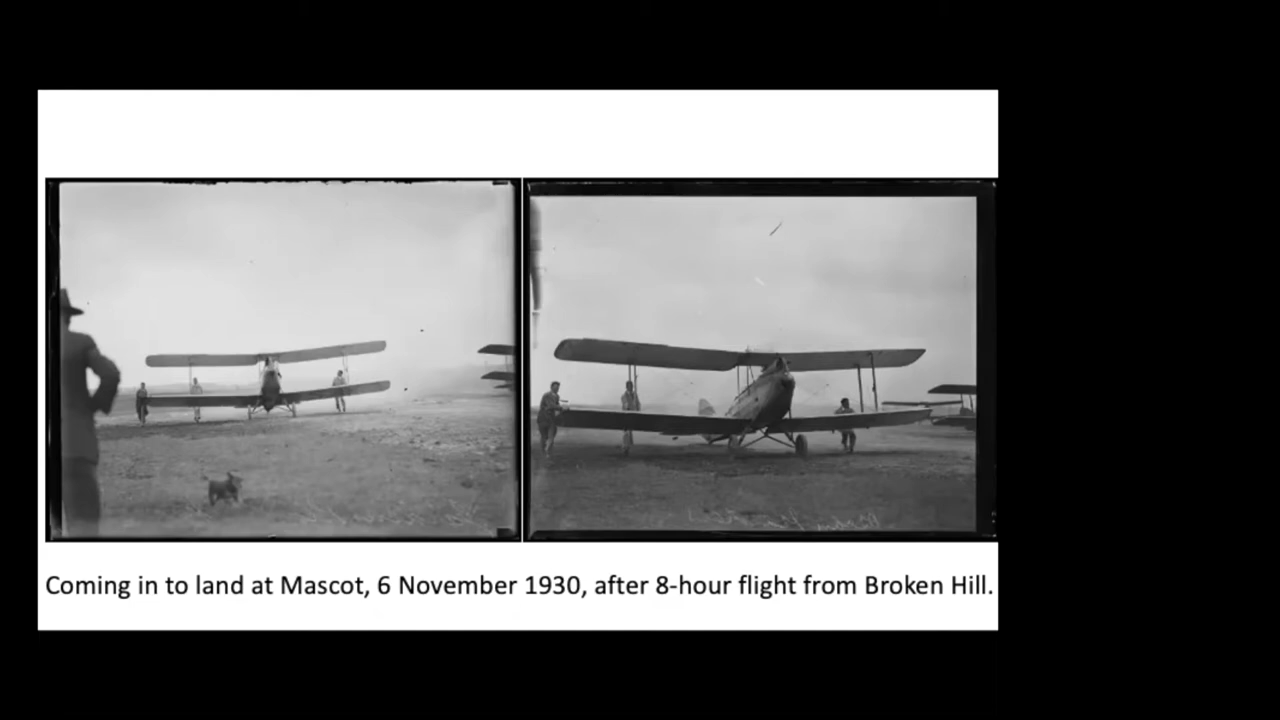 Coming in to land at Mascot, 6 November 1930, after 8-hour flight from Broken Hill.